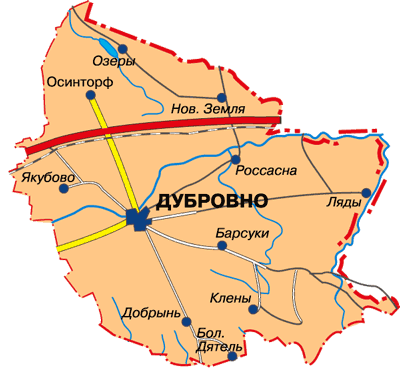 Озеры
Осинторф
Нов. Земля
Россасна
Якубово
ДУБРОВНО
Ляды
Барсуки
Клены
Добрынь
Бол.
Дятель